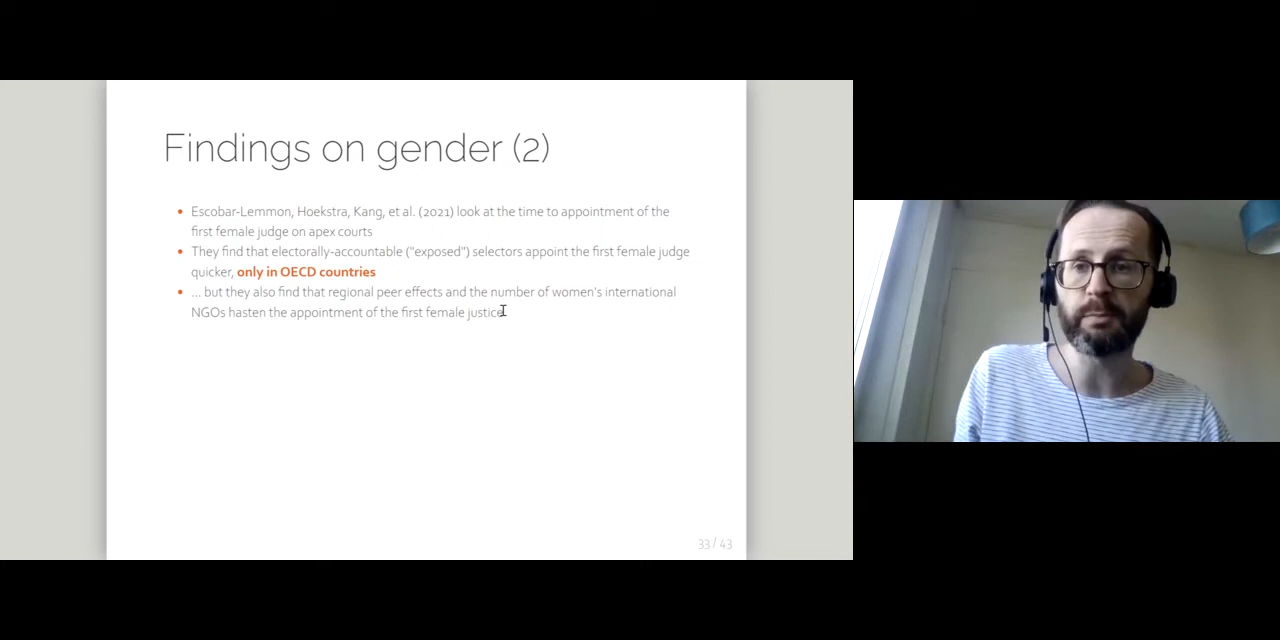 Findings on gender (2)
Escobar-Lemmon, Hoekstra, Kang, et al. (2021) look at the time to appointment of the
first female judge on apex courts
They find that electorally-accountable ("exposed") selectors appoint the first female judge
quicker, only in OECD countries
... but they also find that regional peer effects and the number of women's international
NGOs hasten the appointment of the first female justice
33 / 43